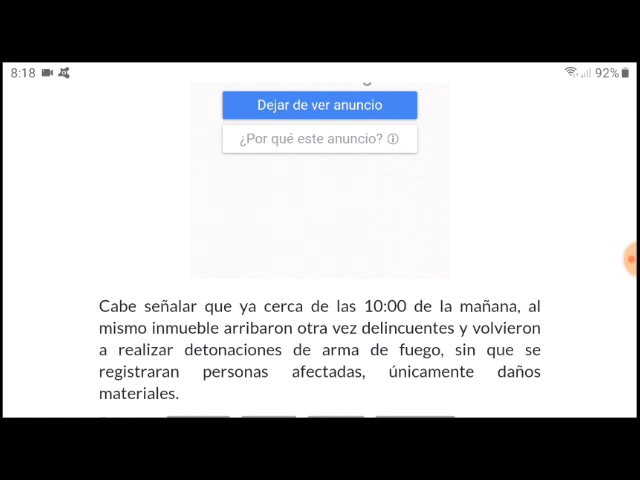 8:18 92%
Dejar de ver anuncio
¿Por qué este anuncio?
Cabe señalar que ya cerca de las 10:00 de la mañana, al
mismo inmueble arribaron otra vez delincuentes y volvieron
a realizar detonaciones de arma de fuego, sin que se
registraran personas afectadas, únicamente daños
materiales.